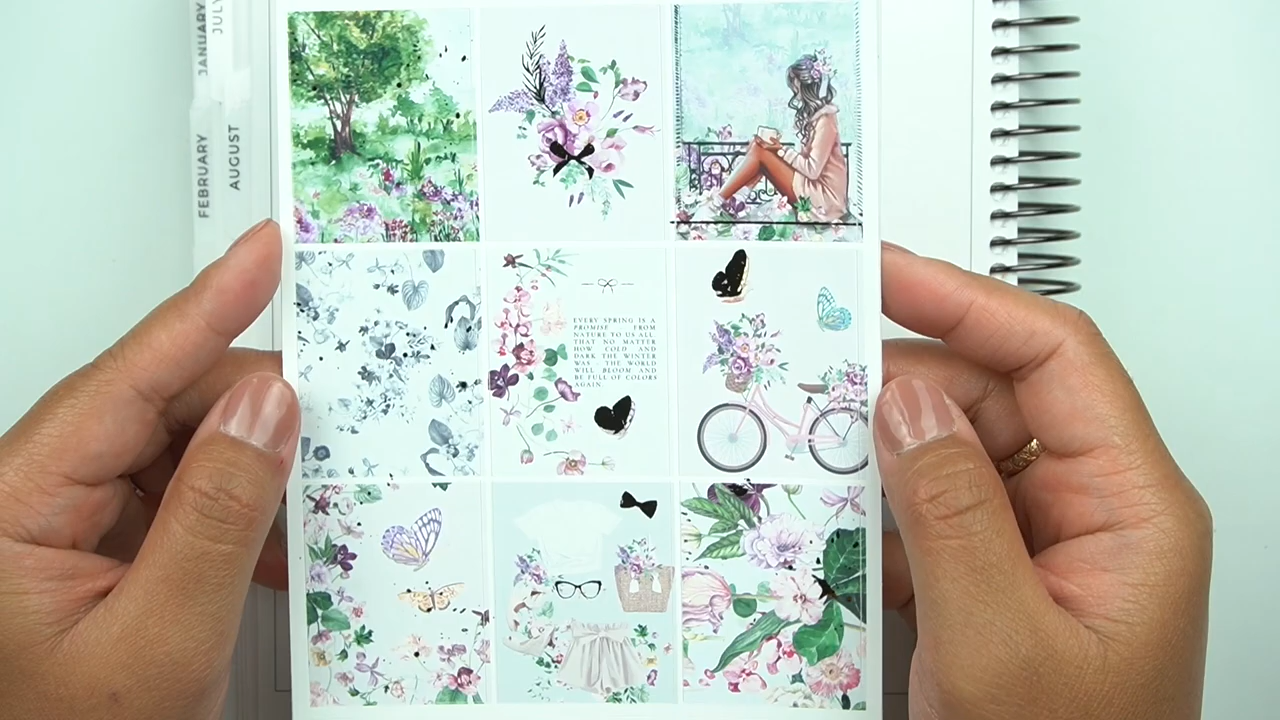 JANUARY
JULY
FEBRUARY
AUGUST
EVERY SPRING IS A
PROMISE FROM
NATURE TO US ALL,
THAT NO MATTER
HOW COLD AND
DARK THE WINTER
WAS - THE WORLD
WILL BLOOM AND
BE FULL OF COLORS
AGAIN.